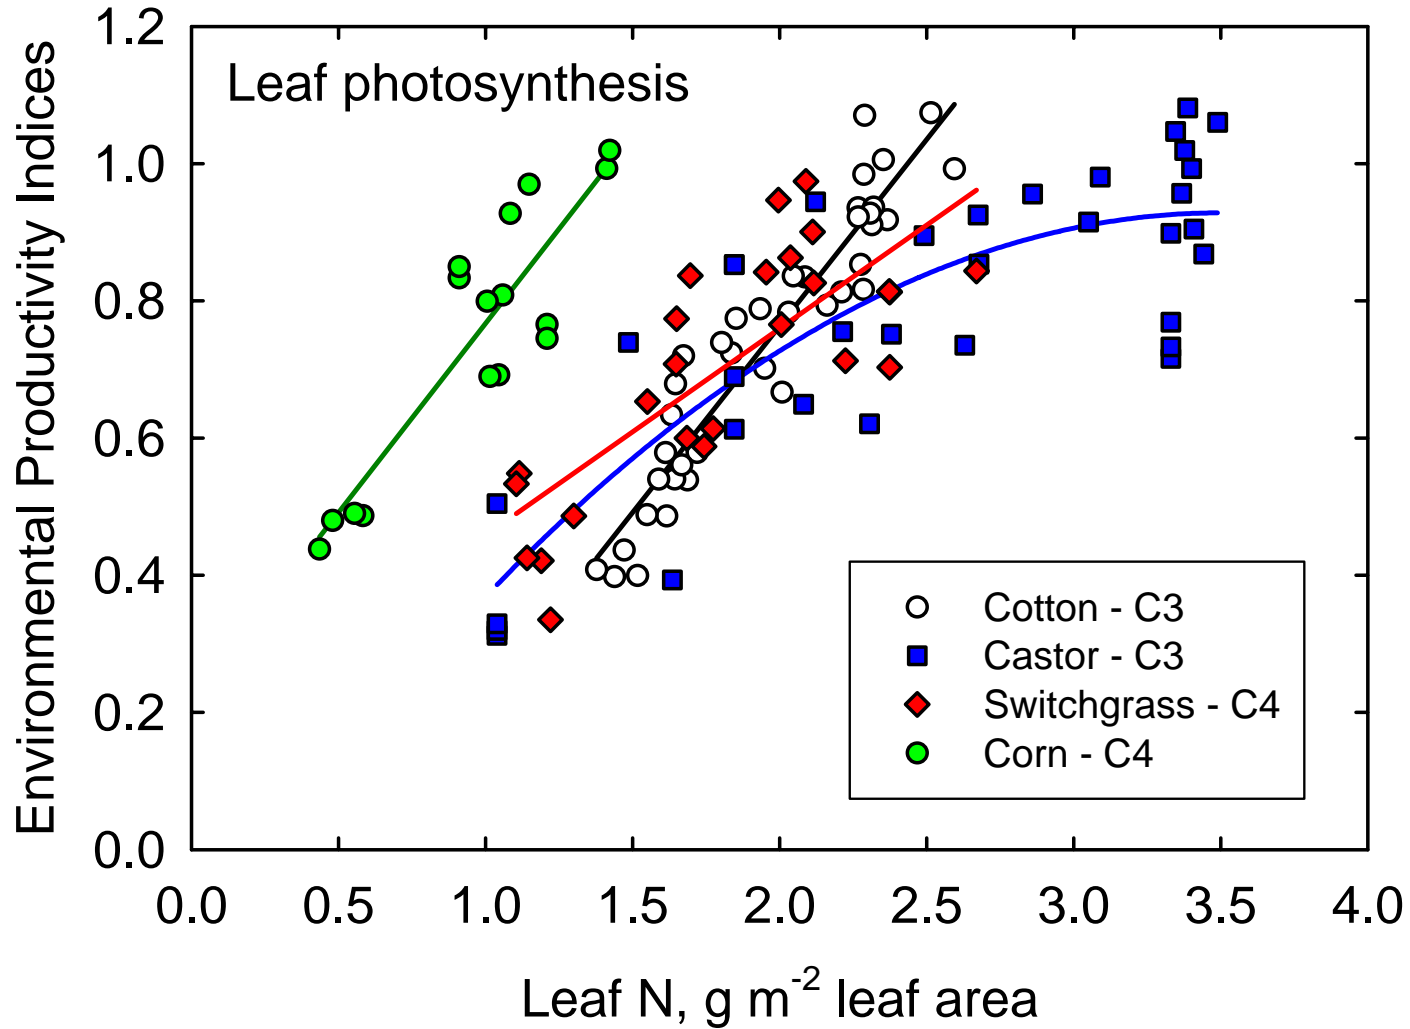 Leaf photosynthesis
Environmental Productivity Indices
1.2
1.0
0.8
0.6
0.4
0.2
0.0
Cotton - C3
Castor - C3
Switchgrass - C4
Corn - C4
0.0 0.5 1.0 1.5 2.0 2.5 3.0 3.5 4.0
Leaf N, g m⁻² leaf area